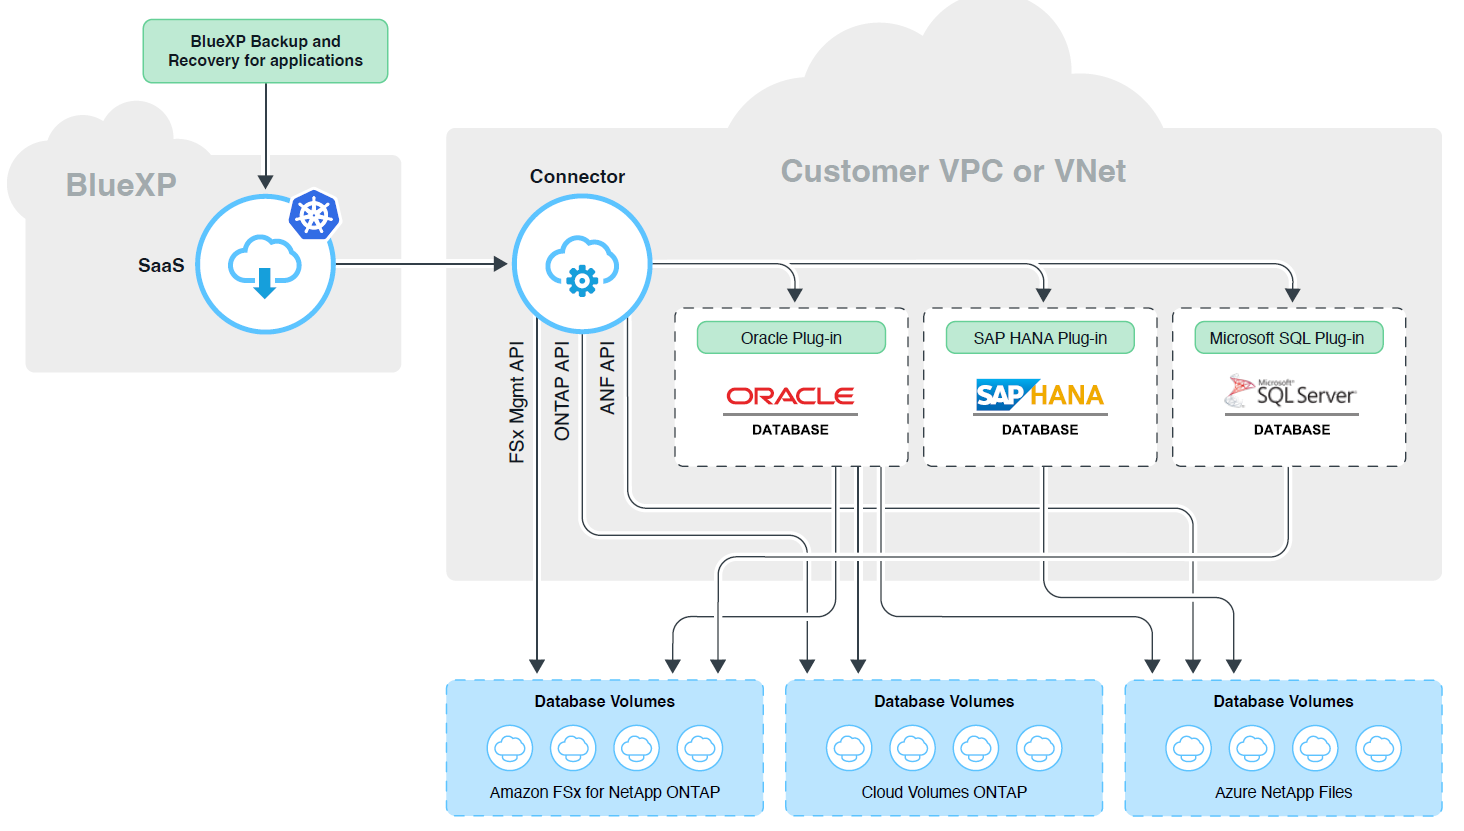 BlueXP Backup and
Recovery for applications
BlueXP
SaaS
Customer VPC or VNet
Connector
FSx Mgmt API
ONTAP API
ANF API
Oracle Plug-in
ORACLE
DATABASE
SAP HANA Plug-in
SAP HANA
DATABASE
Microsoft SQL Plug-in
Microsoft®
SQL Server
DATABASE
Database Volumes
Amazon FSx for NetApp ONTAP
Database Volumes
Cloud Volumes ONTAP
Database Volumes
Azure NetApp Files